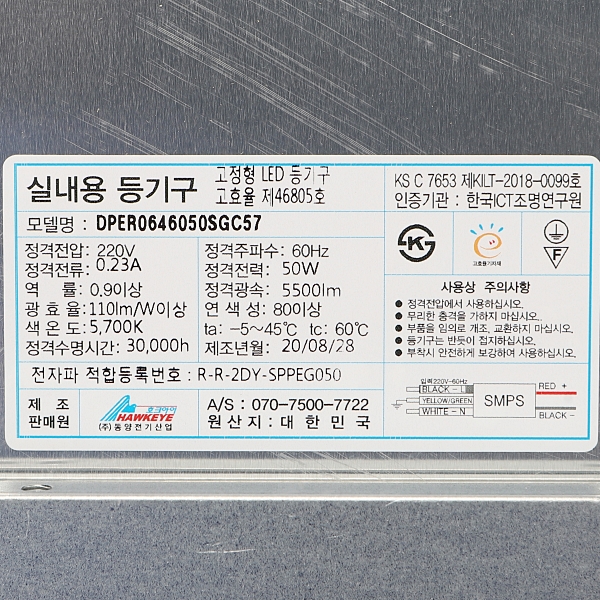 실내용 등기구
고정형 LED 등기구
고효율 제46805호
KS C 7653 제KILT-2018-0099호
인증기관 : 한국ICT조명연구원
모델명 : DPER0646050SGC57
정격전압: 220V 정격주파수: 60Hz
정격전류: 0.23A 정격전력: 50W
역 률: 0.9이상 정격광속: 5500lm
광 효 율: 110lm/W이상 연 색 성: 80이상
색 온 도: 5,700K ta: -5~45℃ tc: 60℃
정격수명시간: 30,000h 제조년월: 20/08/28
KS
고효율기자재
F
사용상 주의사항
• 정격전압에서 사용하십시오.
• 무리한 충격을 가하지 마십시오.
• 부품을 임의로 개조, 교환하지 마십시오.
• 등기구는 반듯이 접지하십시오.
• 부착시 안전하게 보강하여 사용하십시오.
전자파 적합등록번호 : R-R-2DY-SPPEG050
제 조
판매원
호크아이
HAWKEYE
(주)동양전기산업
A/S : 070-7500-7722
원산지 : 대한민국
입력220V-60Hz
BLACK - L
YELLOW/GREEN
WHITE - N
SMPS
RED +
BLACK -